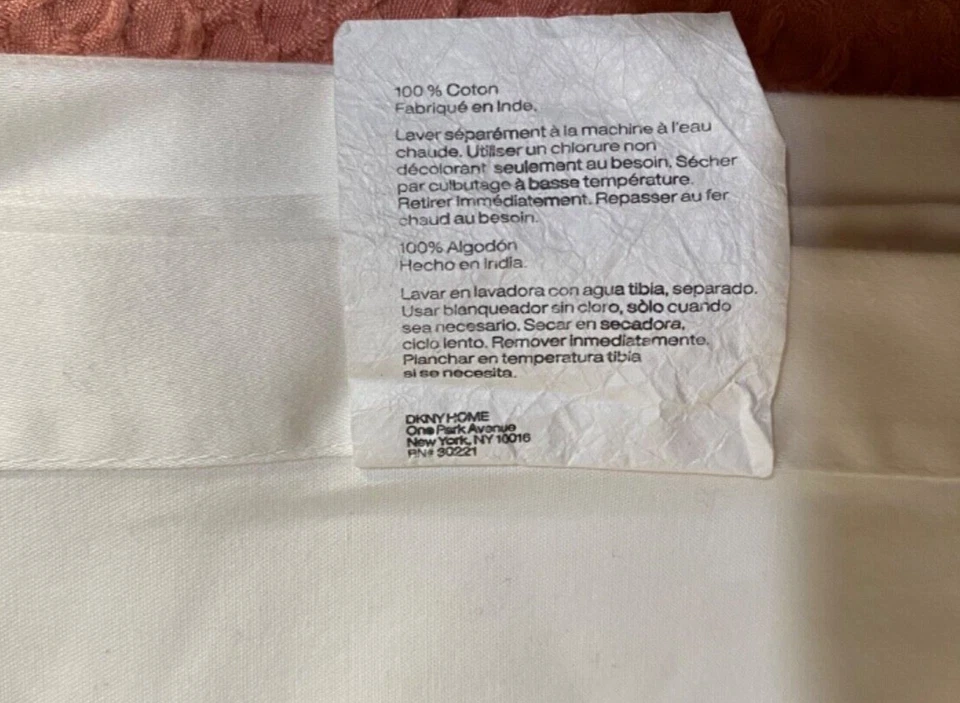 100 % Coton
Fabriqué en Inde.
Laver séparément à la machine à l'eau
chaude. Utiliser un chlorure non
décolorant seulement au besoin. Sécher
par culbutage à basse température.
Retirer Immédiatement. Repasser au fer
chaud au besoin.
100% Algodón
Hecho en India.
Lavar en lavadora con agua tibia, separado.
Usar blanqueador sin cloro, sòlo cuando
sea necesario. Secar en secadora,
ciclo lento. Remover inmediatamente.
Planchar en temperatura tibia
si se necesita.
DKNY HOME
One Park Avenue
New York, NY 10016
RN# 30221